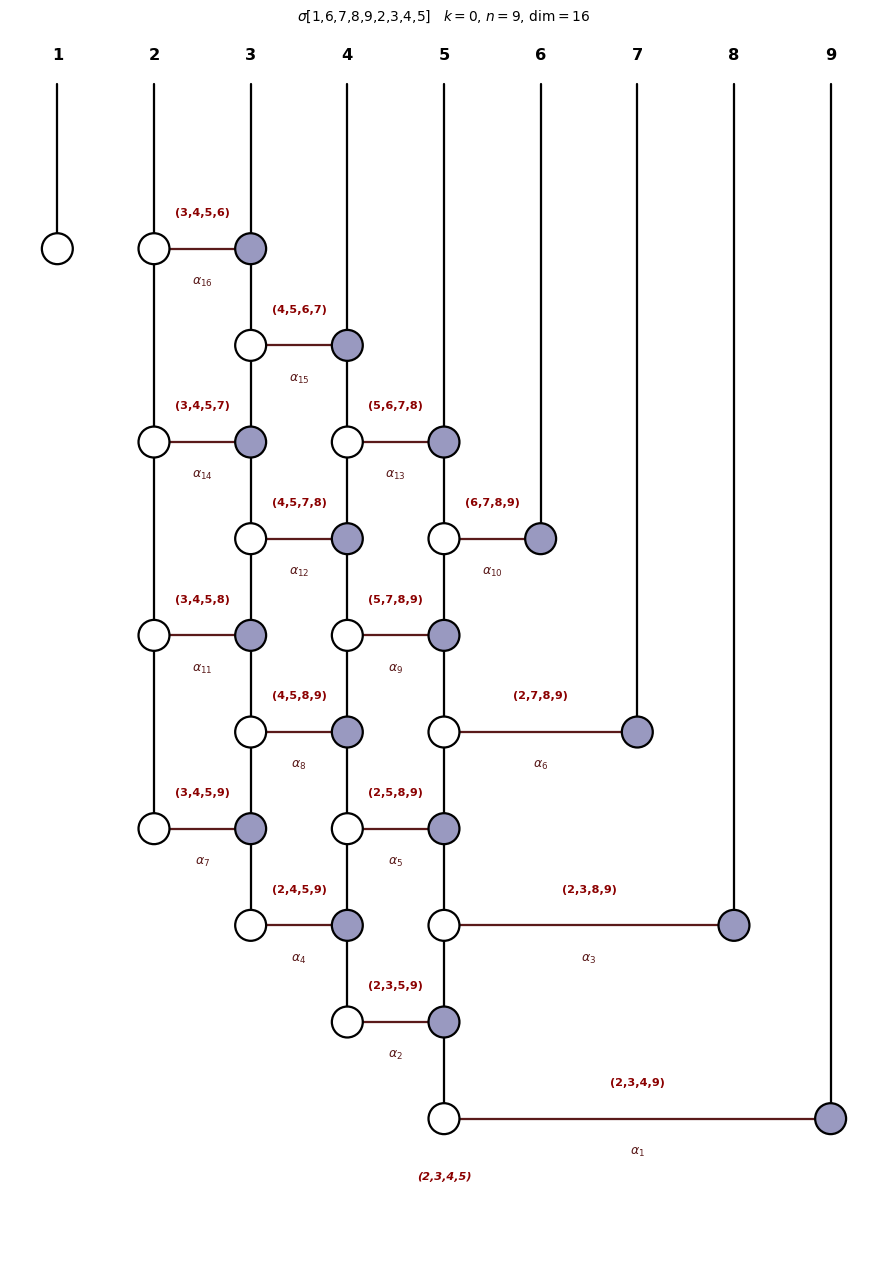 σ[1,6,7,8,9,2,3,4,5] k = 0, n = 9, dim = 16
1 2 3 4 5 6 7 8 9
(3,4,5,6)
α₁₆
(4,5,6,7)
α₁₅
(3,4,5,7) (5,6,7,8)
α₁₄ α₁₃
(4,5,7,8) (6,7,8,9)
α₁₂ α₁₀
(3,4,5,8) (5,7,8,9)
α₁₁ α₉
(4,5,8,9) (2,7,8,9)
α₈ α₆
(3,4,5,9) (2,5,8,9)
α₇ α₅
(2,4,5,9) (2,3,8,9)
α₄ α₃
(2,3,5,9)
α₂
(2,3,4,9)
α₁
(2,3,4,5)